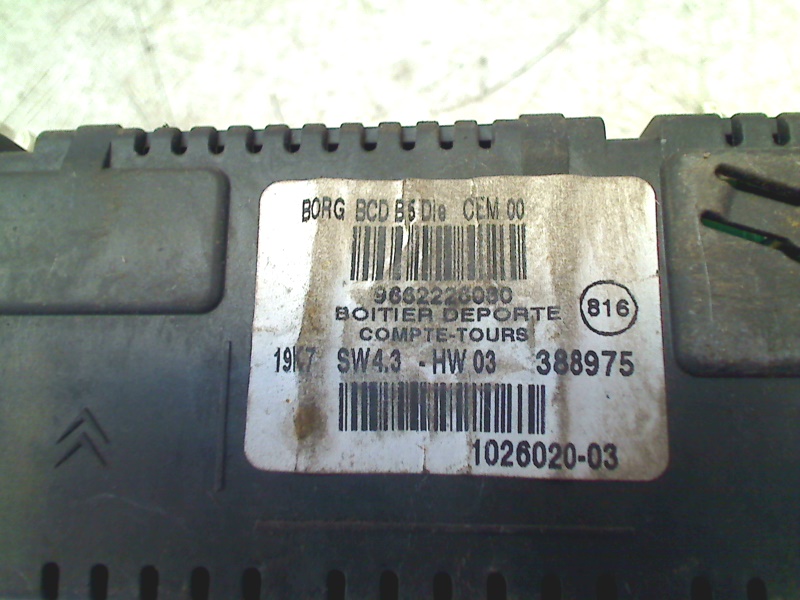 BORG BCD B5 Die CEM 00
9662226080
BOITIER DEPORTE
COMPTE-TOURS
816
19K7 SW4.3 - HW 03 388975
1026020-03